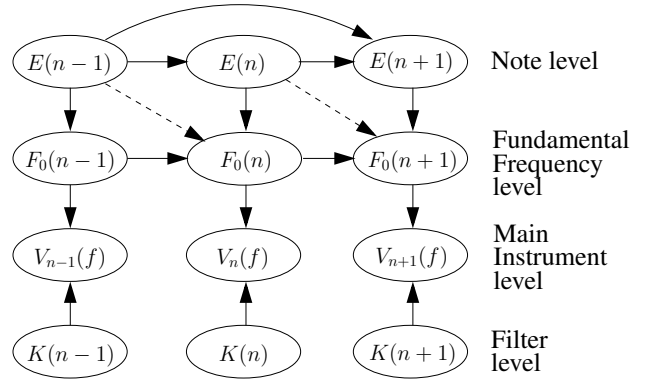 E(n − 1) E(n) E(n + 1) Note level
F₀(n − 1) F₀(n) F₀(n + 1) Fundamental
Frequency
level
Vₙ₋₁(f) Vₙ(f) Vₙ₊₁(f) Main
Instrument
level
K(n − 1) K(n) K(n + 1) Filter
level